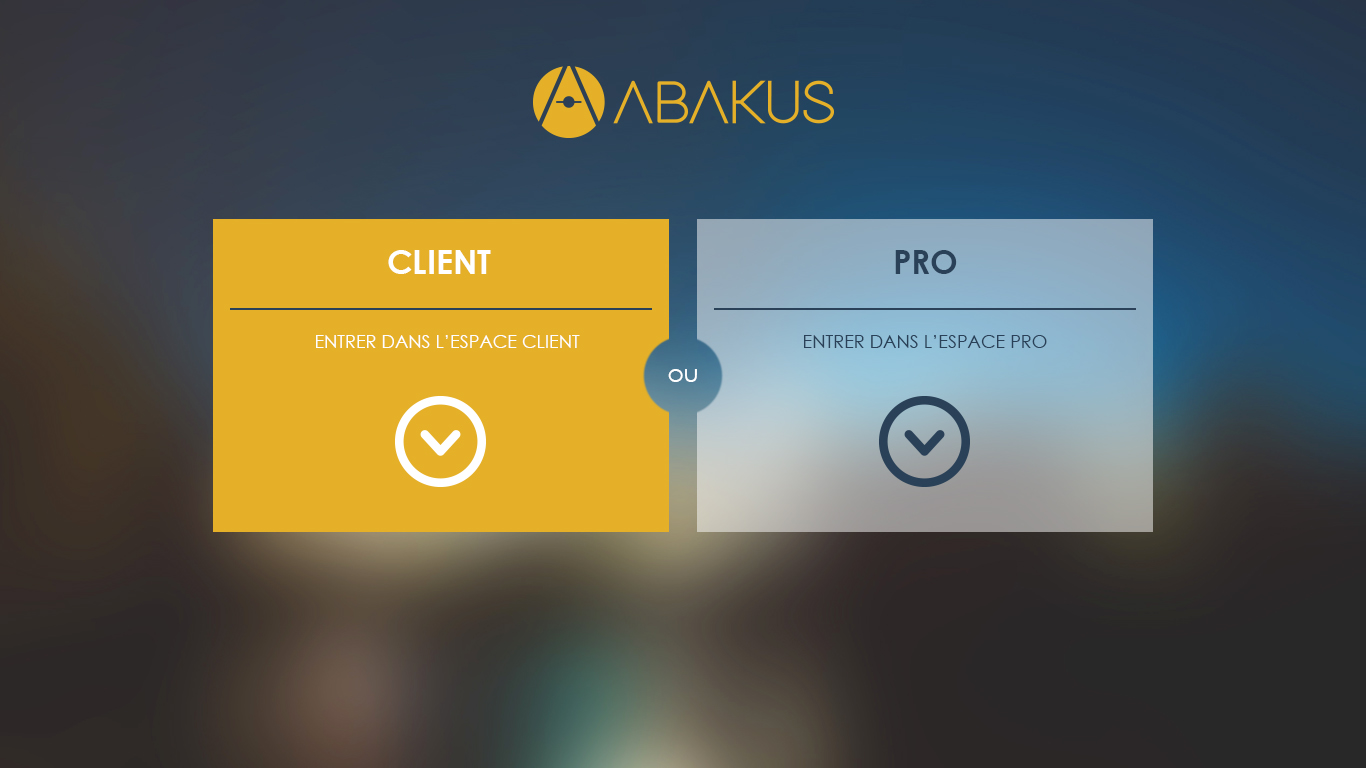 ABAKUS
CLIENT
ENTRER DANS L’ESPACE CLIENT
OU
PRO
ENTRER DANS L’ESPACE PRO